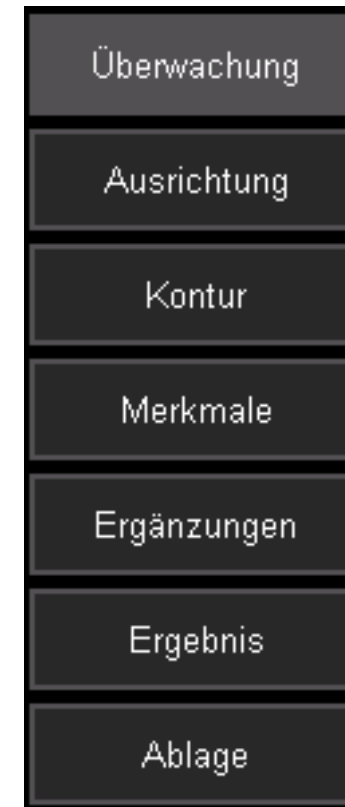 Überwachung
Ausrichtung
Kontur
Merkmale
Ergänzungen
Ergebnis
Ablage